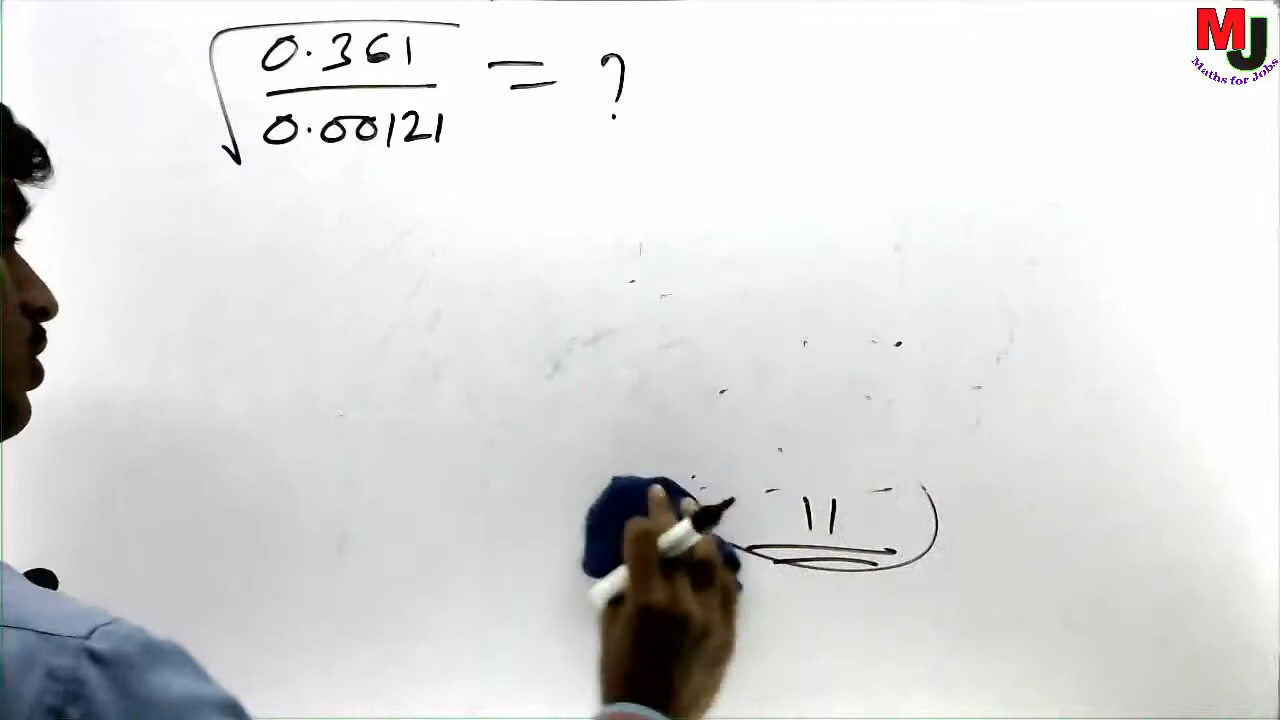 √(0.361 / 0.00121) = ?
11
MJ
Maths for Jobs